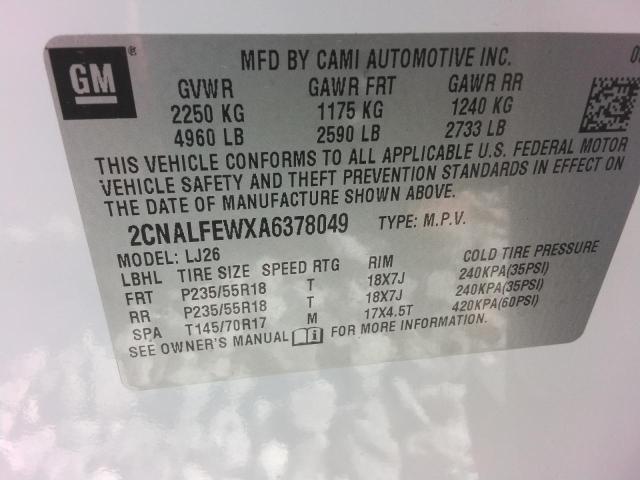 GM ®
MFD BY CAMI AUTOMOTIVE INC.
GVWR GAWR FRT GAWR RR
2250 KG 1175 KG 1240 KG
4960 LB 2590 LB 2733 LB
THIS VEHICLE CONFORMS TO ALL APPLICABLE U.S. FEDERAL MOTOR
VEHICLE SAFETY AND THEFT PREVENTION STANDARDS IN EFFECT ON
THE DATE OF MANUFACTURE SHOWN ABOVE.
2CNALFEWXA6378049 TYPE: M.P.V.
MODEL: LJ26
LBHL TIRE SIZE SPEED RTG RIM COLD TIRE PRESSURE
FRT P235/55R18 T 18X7J 240KPA(35PSI)
RR P235/55R18 T 18X7J 240KPA(35PSI)
SPA T145/70R17 M 17X4.5T 420KPA(60PSI)
SEE OWNER'S MANUAL FOR MORE INFORMATION.